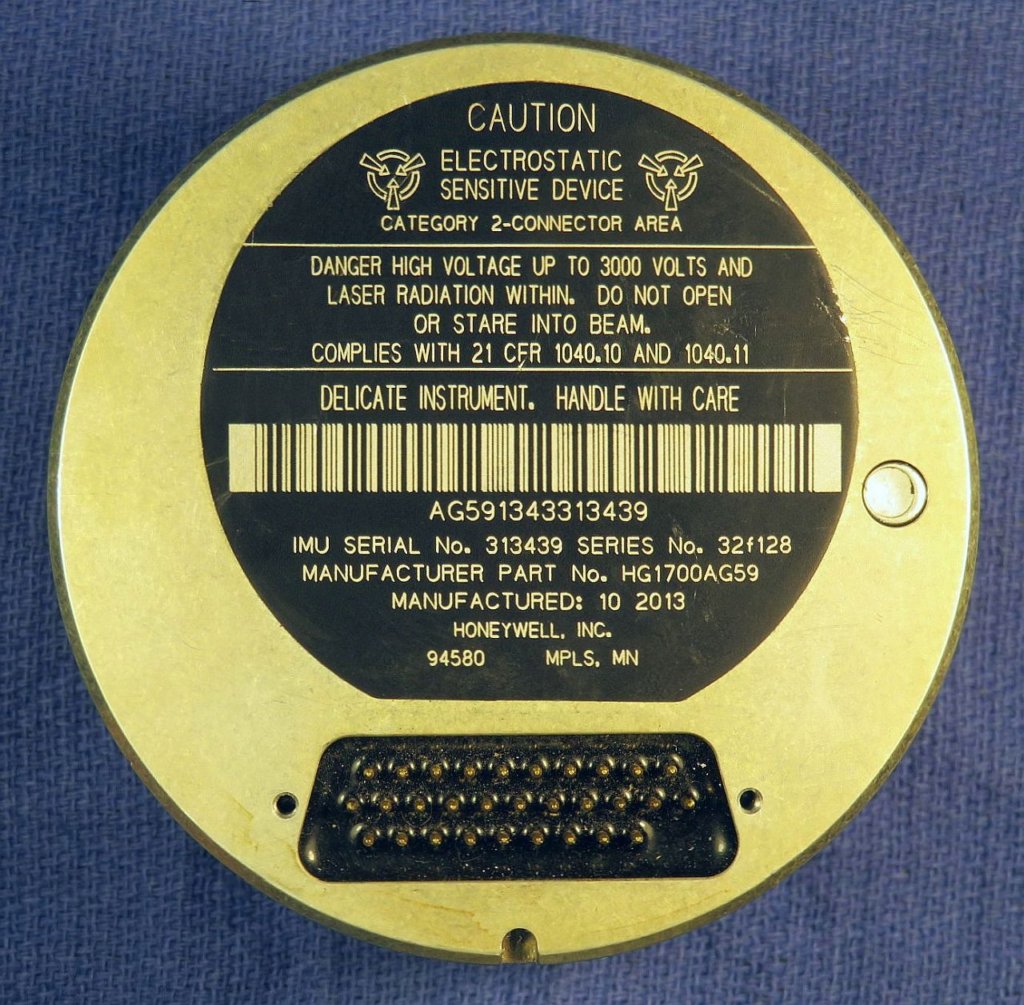 CAUTION
ELECTROSTATIC
SENSITIVE DEVICE
CATEGORY 2-CONNECTOR AREA
DANGER HIGH VOLTAGE UP TO 3000 VOLTS AND
LASER RADIATION WITHIN. DO NOT OPEN
OR STARE INTO BEAM.
COMPLIES WITH 21 CFR 1040.10 AND 1040.11
DELICATE INSTRUMENT. HANDLE WITH CARE
AG591343313439
IMU SERIAL No. 313439 SERIES No. 32f128
MANUFACTURER PART No. HG1700AG59
MANUFACTURED: 10 2013
HONEYWELL, INC.
94580 MPLS, MN